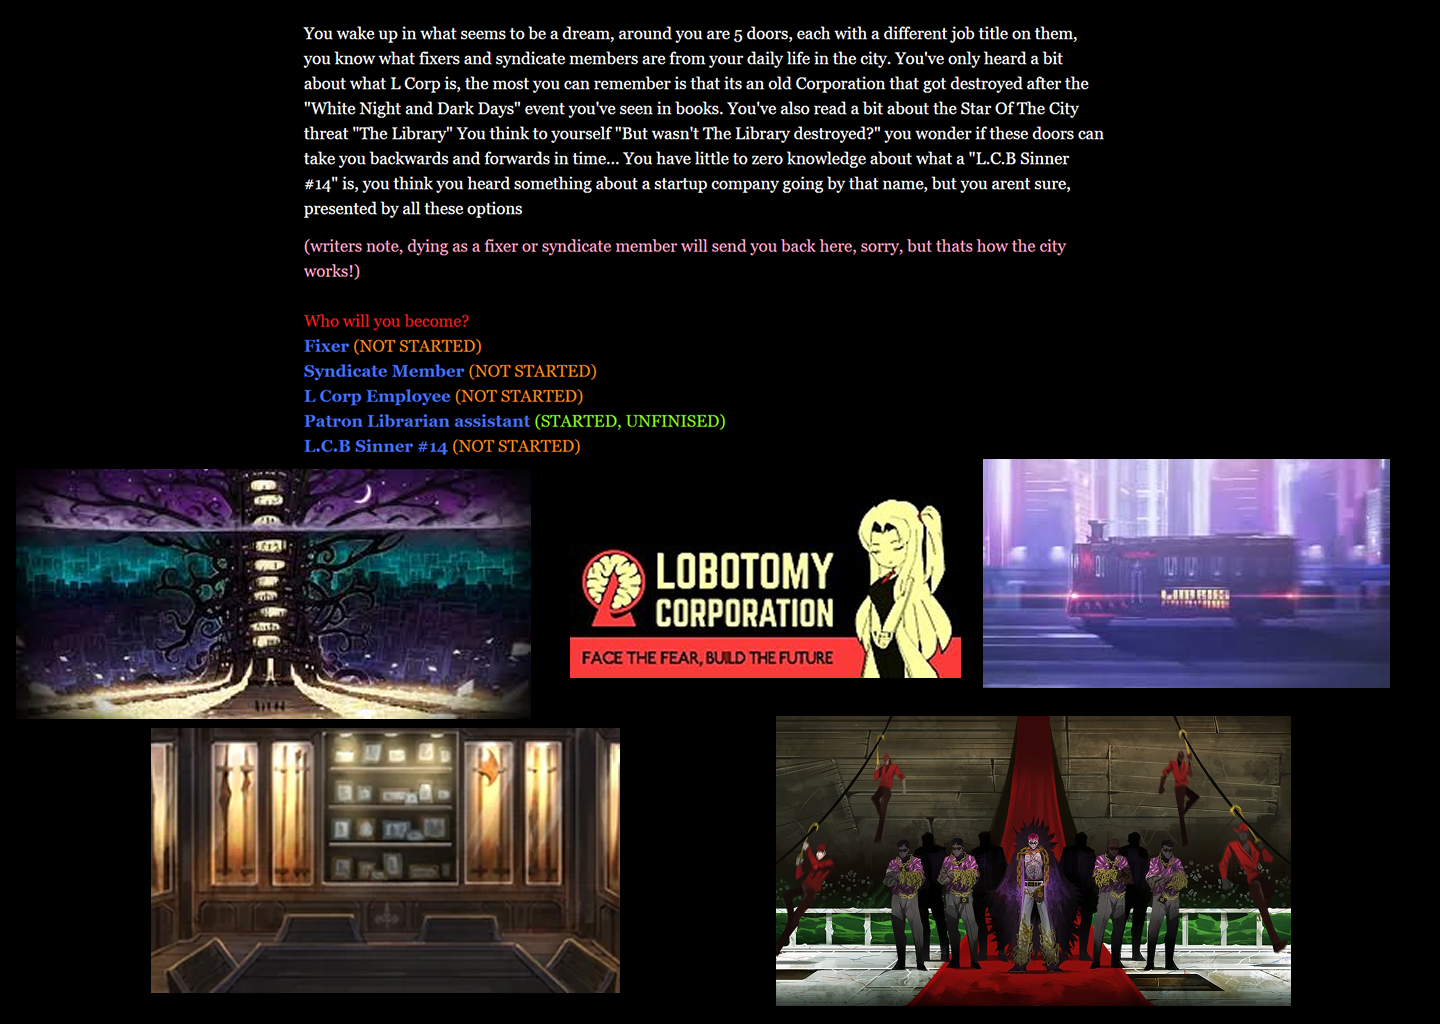 You wake up in what seems to be a dream, around you are 5 doors, each with a different job title on them,
you know what fixers and syndicate members are from your daily life in the city. You've only heard a bit
about what L Corp is, the most you can remember is that its an old Corporation that got destroyed after the
"White Night and Dark Days" event you've seen in books. You've also read a bit about the Star Of The City
threat "The Library" You think to yourself "But wasn't The Library destroyed?" you wonder if these doors can
take you backwards and forwards in time... You have little to zero knowledge about what a "L.C.B Sinner
#14" is, you think you heard something about a startup company going by that name, but you arent sure,
presented by all these options
(writers note, dying as a fixer or syndicate member will send you back here, sorry, but thats how the city
works!)
Who will you become?
Fixer (NOT STARTED)
Syndicate Member (NOT STARTED)
L Corp Employee (NOT STARTED)
Patron Librarian assistant (STARTED, UNFINISED)
L.C.B Sinner #14 (NOT STARTED)
LOBOTOMY
CORPORATION
FACE THE FEAR, BUILD THE FUTURE
LIMBUS